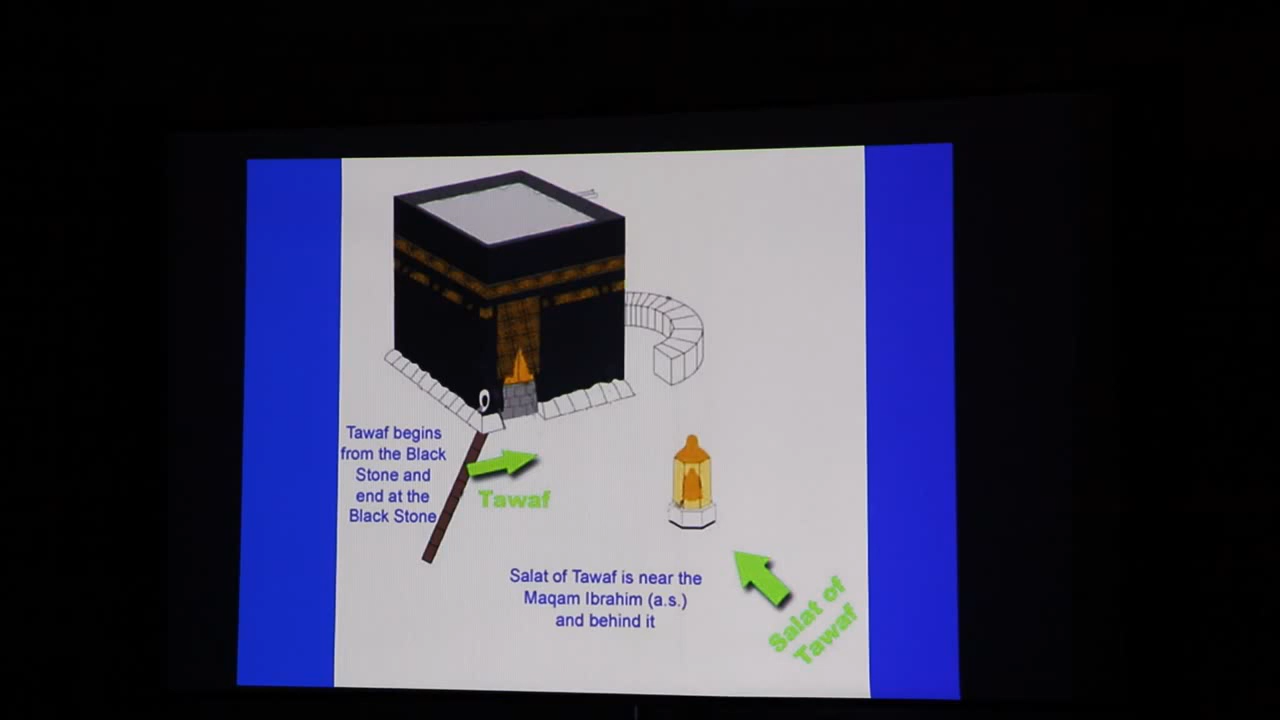 Tawaf begins
from the Black
Stone and
end at the
Black Stone
Tawaf
Salat of Tawaf is near the
Maqam Ibrahim (a.s.)
and behind it
Salat of
Tawaf